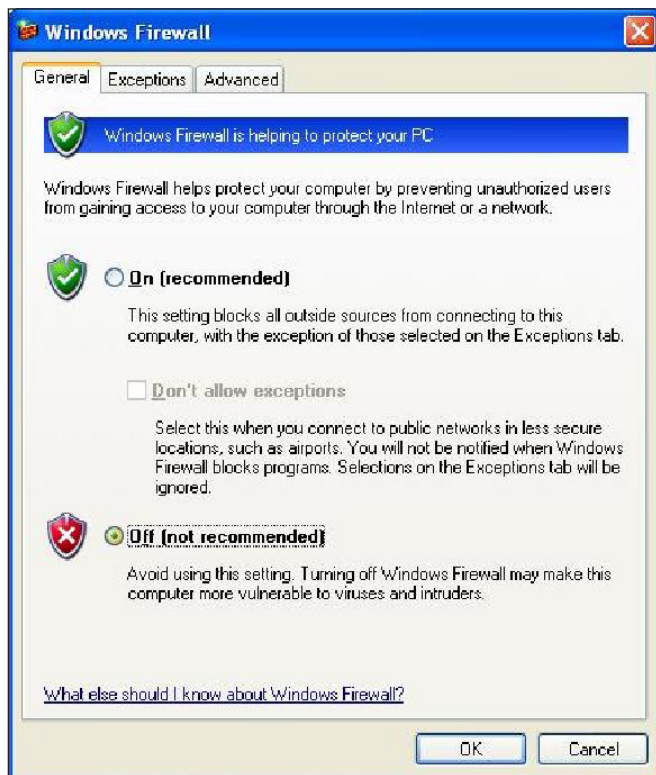 Windows Firewall
General
Exceptions
Advanced
Windows Firewall is helping to protect your PC
Windows Firewall helps protect your computer by preventing unauthorized users
from gaining access to your computer through the Internet or a network.
On (recommended)
This setting blocks all outside sources from connecting to this
computer, with the exception of those selected on the Exceptions tab.
Don't allow exceptions
Select this when you connect to public networks in less secure
locations, such as airports. You will not be notified when Windows
Firewall blocks programs. Selections on the Exceptions tab will be
ignored.
Off (not recommended)
Avoid using this setting. Turning off Windows Firewall may make this
computer more vulnerable to viruses and intruders.
What else should I know about Windows Firewall?
OK
Cancel